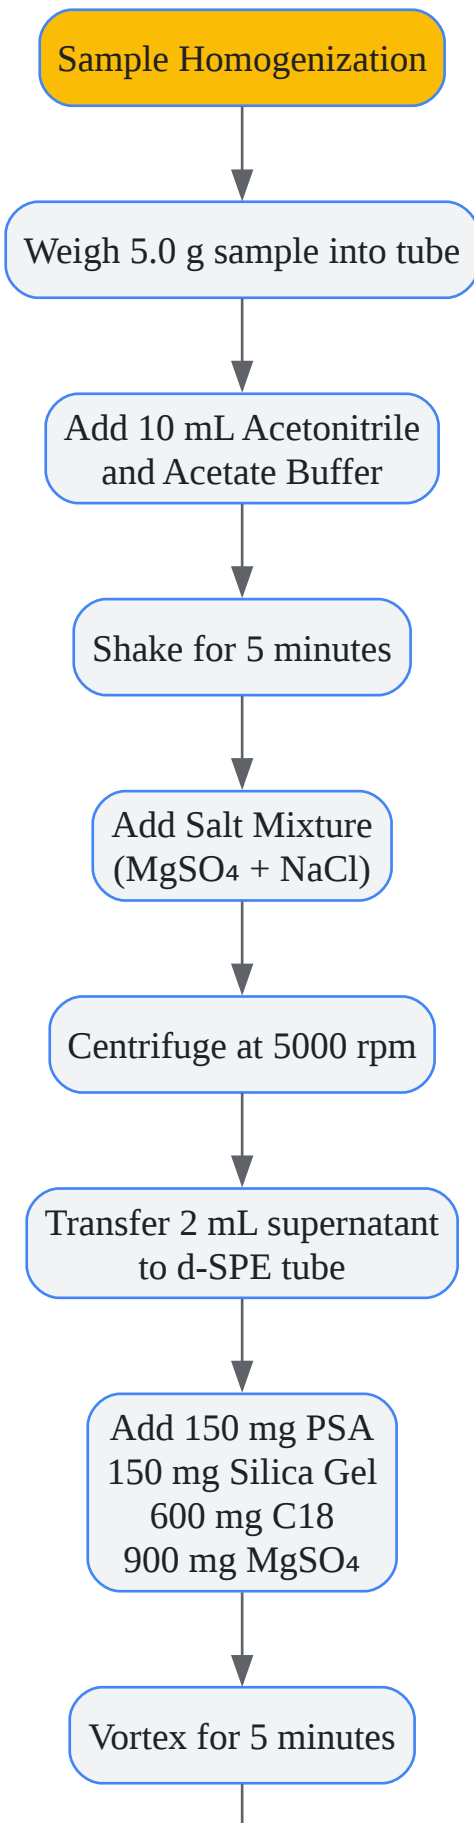 Sample Homogenization
Weigh 5.0 g sample into tube
Add 10 mL Acetonitrile
and Acetate Buffer
Shake for 5 minutes
Add Salt Mixture
(MgSO₄ + NaCl)
Centrifuge at 5000 rpm
Transfer 2 mL supernatant
to d-SPE tube
Add 150 mg PSA
150 mg Silica Gel
600 mg C18
900 mg MgSO₄
Vortex for 5 minutes